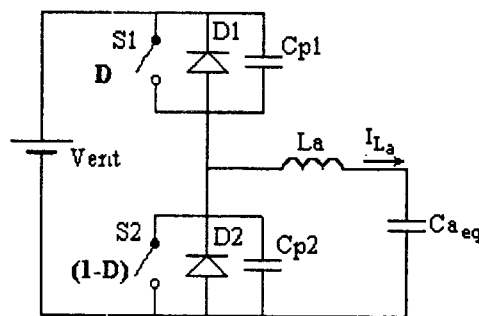 S1
D1
Cp1
D
Vent
La
I_La
S2
D2
Cp2
(1-D)
Ca_eq